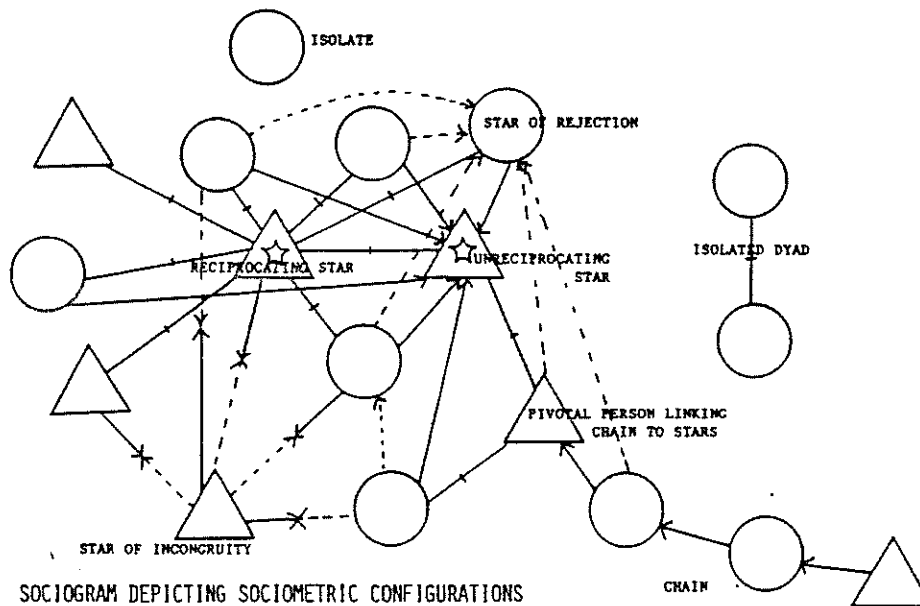 ISOLATE
STAR OF REJECTION
ISOLATED DYAD
RECIPROCATING STAR
UNRECIPROCATING
STAR
PIVOTAL PERSON LINKING
CHAIN TO STARS
STAR OF INCONGRUITY
CHAIN
SOCIOGRAM DEPICTING SOCIOMETRIC CONFIGURATIONS